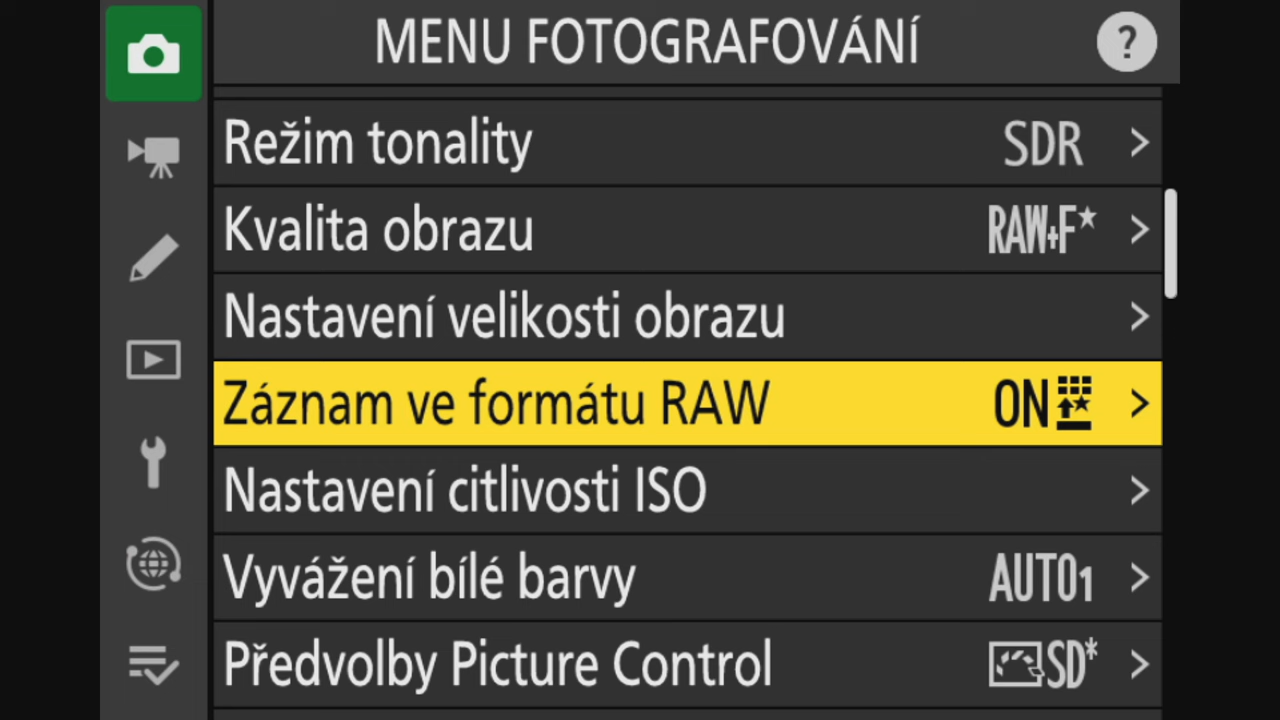 MENU FOTOGRAFOVÁNÍ ?
Režim tonality SDR >
Kvalita obrazu RAW+F★ >
Nastavení velikosti obrazu >
Záznam ve formátu RAW ON★ >
Nastavení citlivosti ISO >
Vyvážení bílé barvy AUTO1 >
Předvolby Picture Control SD* >